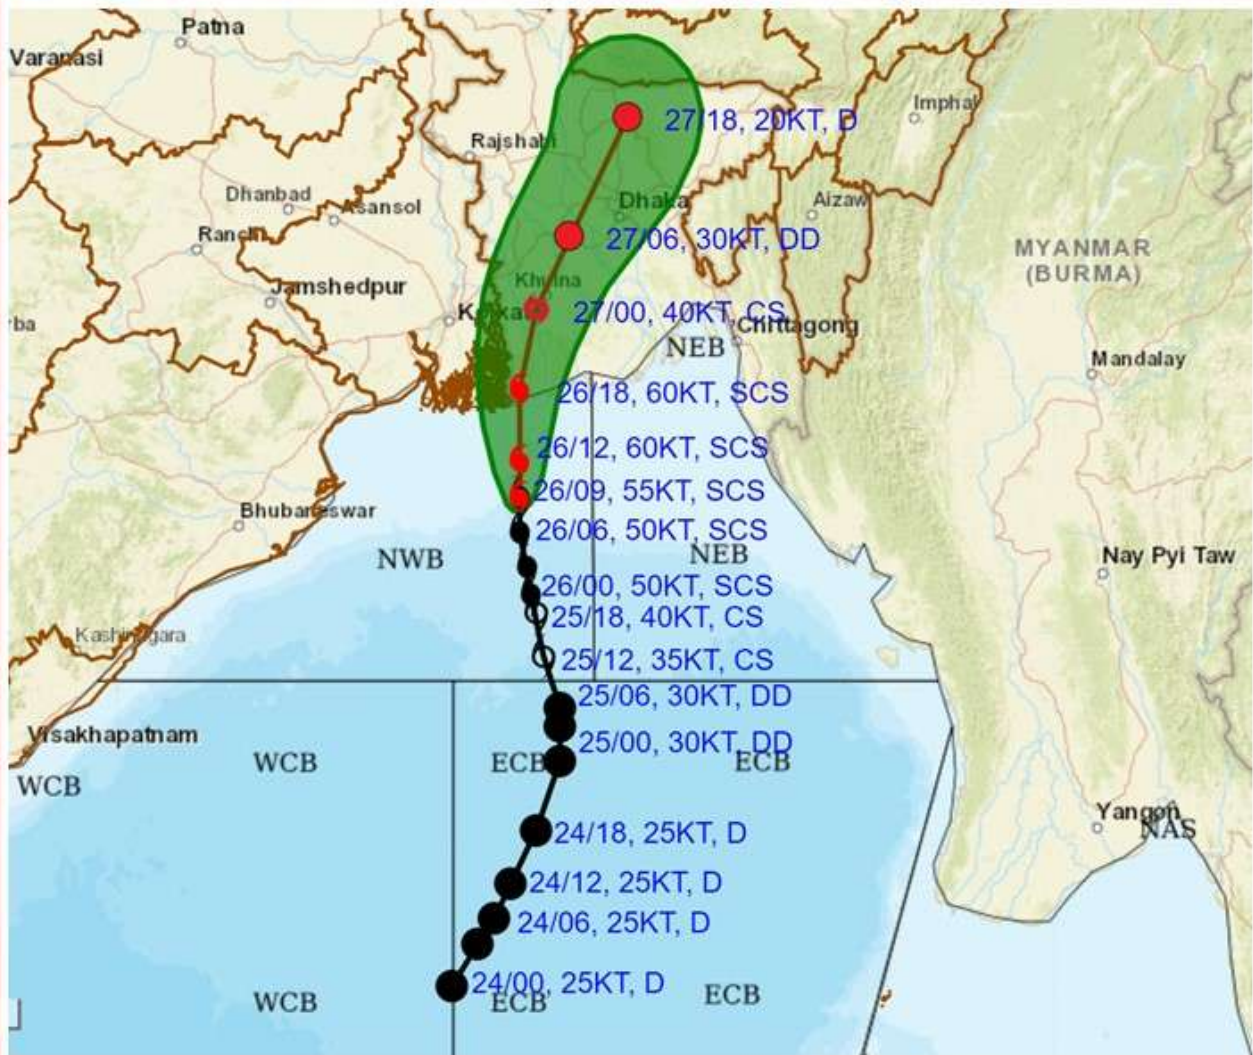 Patna
Varanasi
Imphal
27/18, 20KT, D
Rajshahi
Dhanbad
Asansol
Dhaka
Aizaw
Ranchi
27/06, 30KT, DD
MYANMAR
(BURMA)
Jamshedpur
Khulna
Kolkata
27/00, 40KT, CS
rba
Chittagong
NEB
Mandalay
26/18, 60KT, SCS
26/12, 60KT, SCS
26/09, 55KT, SCS
Bhubaneswar
26/06, 50KT, SCS
NWB
NEB
Nay Pyi Taw
26/00, 50KT, SCS
25/18, 40KT, CS
Kashinagara
25/12, 35KT, CS
25/06, 30KT, DD
Visakhapatnam
25/00, 30KT, DD
WCB
ECB
ECB
WCB
Yangon
NAS
24/18, 25KT, D
24/12, 25KT, D
24/06, 25KT, D
24/00, 25KT, D
WCB
ECB
ECB